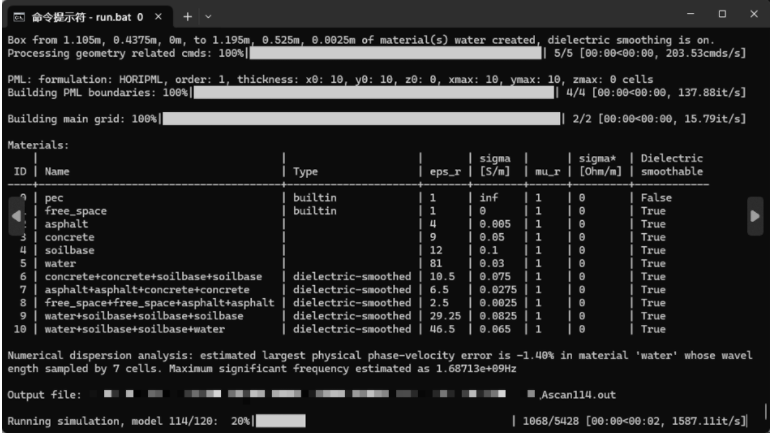 命令提示符 - run.bat 0
Box from 1.105m, 0.4375m, 0m, to 1.195m, 0.525m, 0.0025m of material(s) water created, dielectric smoothing is on.
Processing geometry related cmds: 100%| | 5/5 [00:00<00:00, 203.53cmds/s]
PML: formulation: HORIPML, order: 1, thickness: x0: 10, y0: 10, z0: 0, xmax: 10, ymax: 10, zmax: 0 cells
Building PML boundaries: 100%| | 4/4 [00:00<00:00, 137.88it/s]
Building main grid: 100%| | 2/2 [00:00<00:00, 15.79it/s]
Materials:
| | | | sigma | | sigma* | Dielectric
ID | Name | Type | eps_r | [S/m] | mu_r | [Ohm/m] | smoothable
0 | pec | builtin | 1 | inf | 1 | 0 | False
| free_space | builtin | 1 | 0 | 1 | 0 | True
| asphalt | | 4 | 0.005 | 1 | 0 | True
3 | concrete | | 9 | 0.05 | 1 | 0 | True
4 | soilbase | | 12 | 0.1 | 1 | 0 | True
5 | water | | 81 | 0.03 | 1 | 0 | True
6 | concrete+concrete+soilbase+soilbase | dielectric-smoothed | 10.5 | 0.075 | 1 | 0 | True
7 | asphalt+asphalt+concrete+concrete | dielectric-smoothed | 6.5 | 0.0275 | 1 | 0 | True
8 | free_space+free_space+asphalt+asphalt | dielectric-smoothed | 2.5 | 0.0025 | 1 | 0 | True
9 | water+soilbase+soilbase+soilbase | dielectric-smoothed | 29.25 | 0.0825 | 1 | 0 | True
10 | water+soilbase+soilbase+water | dielectric-smoothed | 46.5 | 0.065 | 1 | 0 | True
Numerical dispersion analysis: estimated largest physical phase-velocity error is -1.40% in material 'water' whose wavel
ength sampled by 7 cells. Maximum significant frequency estimated as 1.68713e+09Hz
Output file: Ascan114.out
Running simulation, model 114/120: 20%| | 1068/5428 [00:00<00:02, 1587.11it/s]